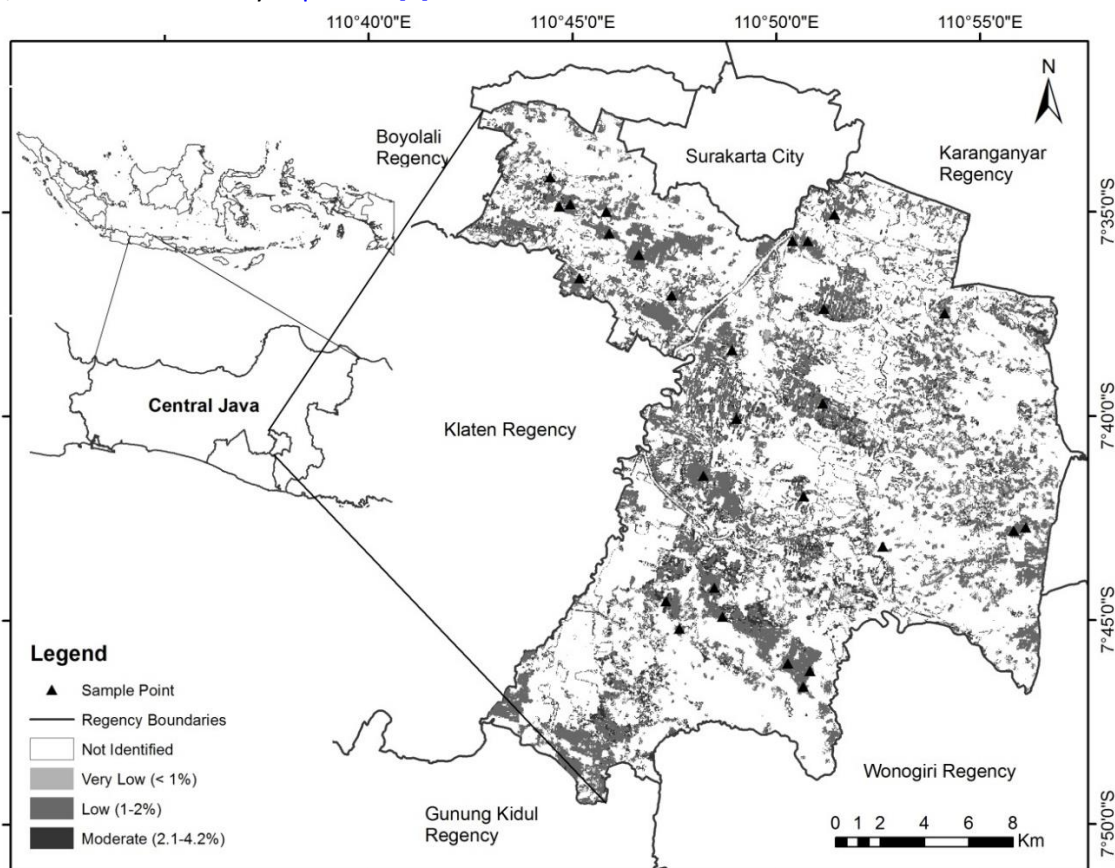 110°40'0"E 110°45'0"E 110°50'0"E 110°55'0"E
N
Boyolali
Regency
Surakarta City
Karanganyar
Regency
7°35'0"S
Central Java
Klaten Regency
7°40'0"S
7°45'0"S
Legend
Sample Point
Regency Boundaries
Not Identified
Very Low (< 1%)
Low (1-2%)
Moderate (2.1-4.2%)
Gunung Kidul
Regency
Wonogiri Regency
0 1 2 4 6 8
Km
7°50'0"S